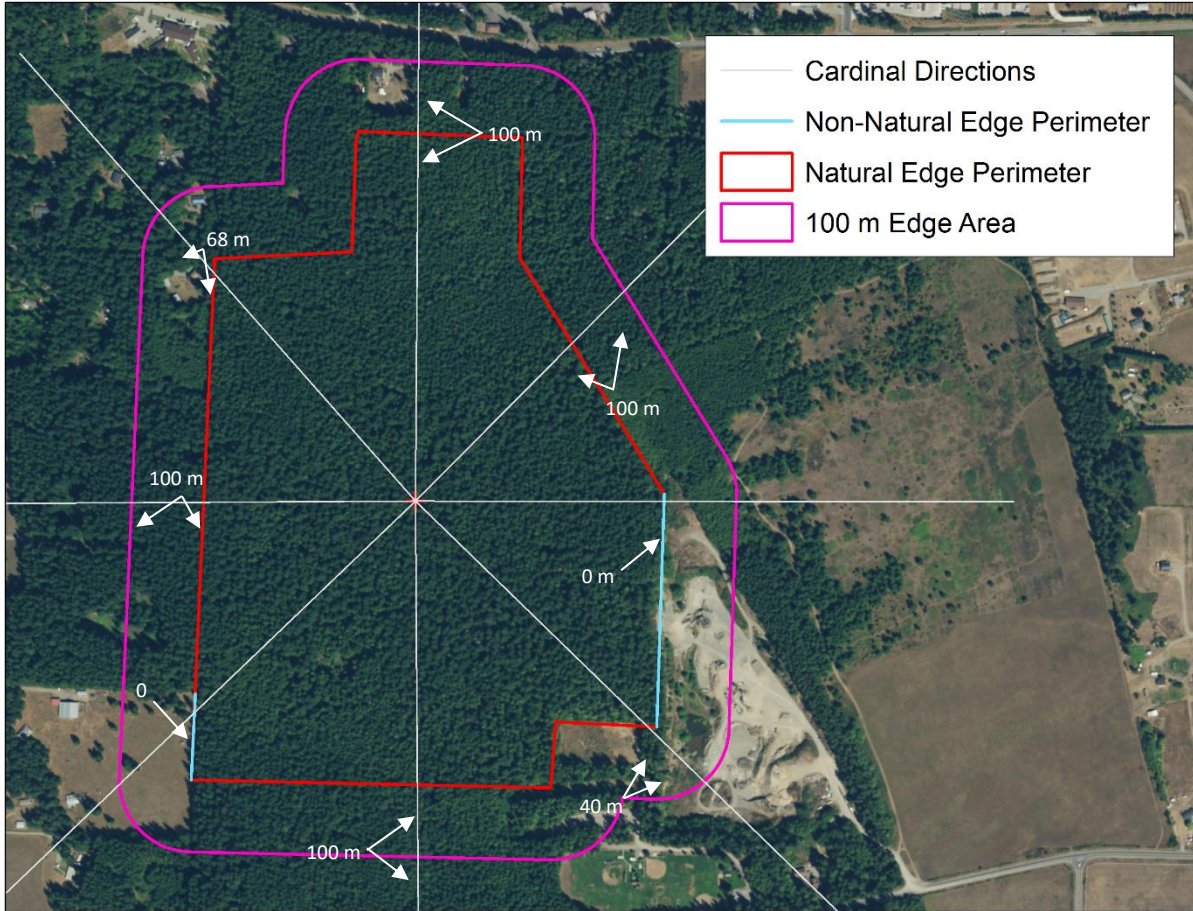 Cardinal Directions
Non-Natural Edge Perimeter
Natural Edge Perimeter
100 m Edge Area
100 m
68 m
100 m
100 m
0 m
0
40 m
100 m